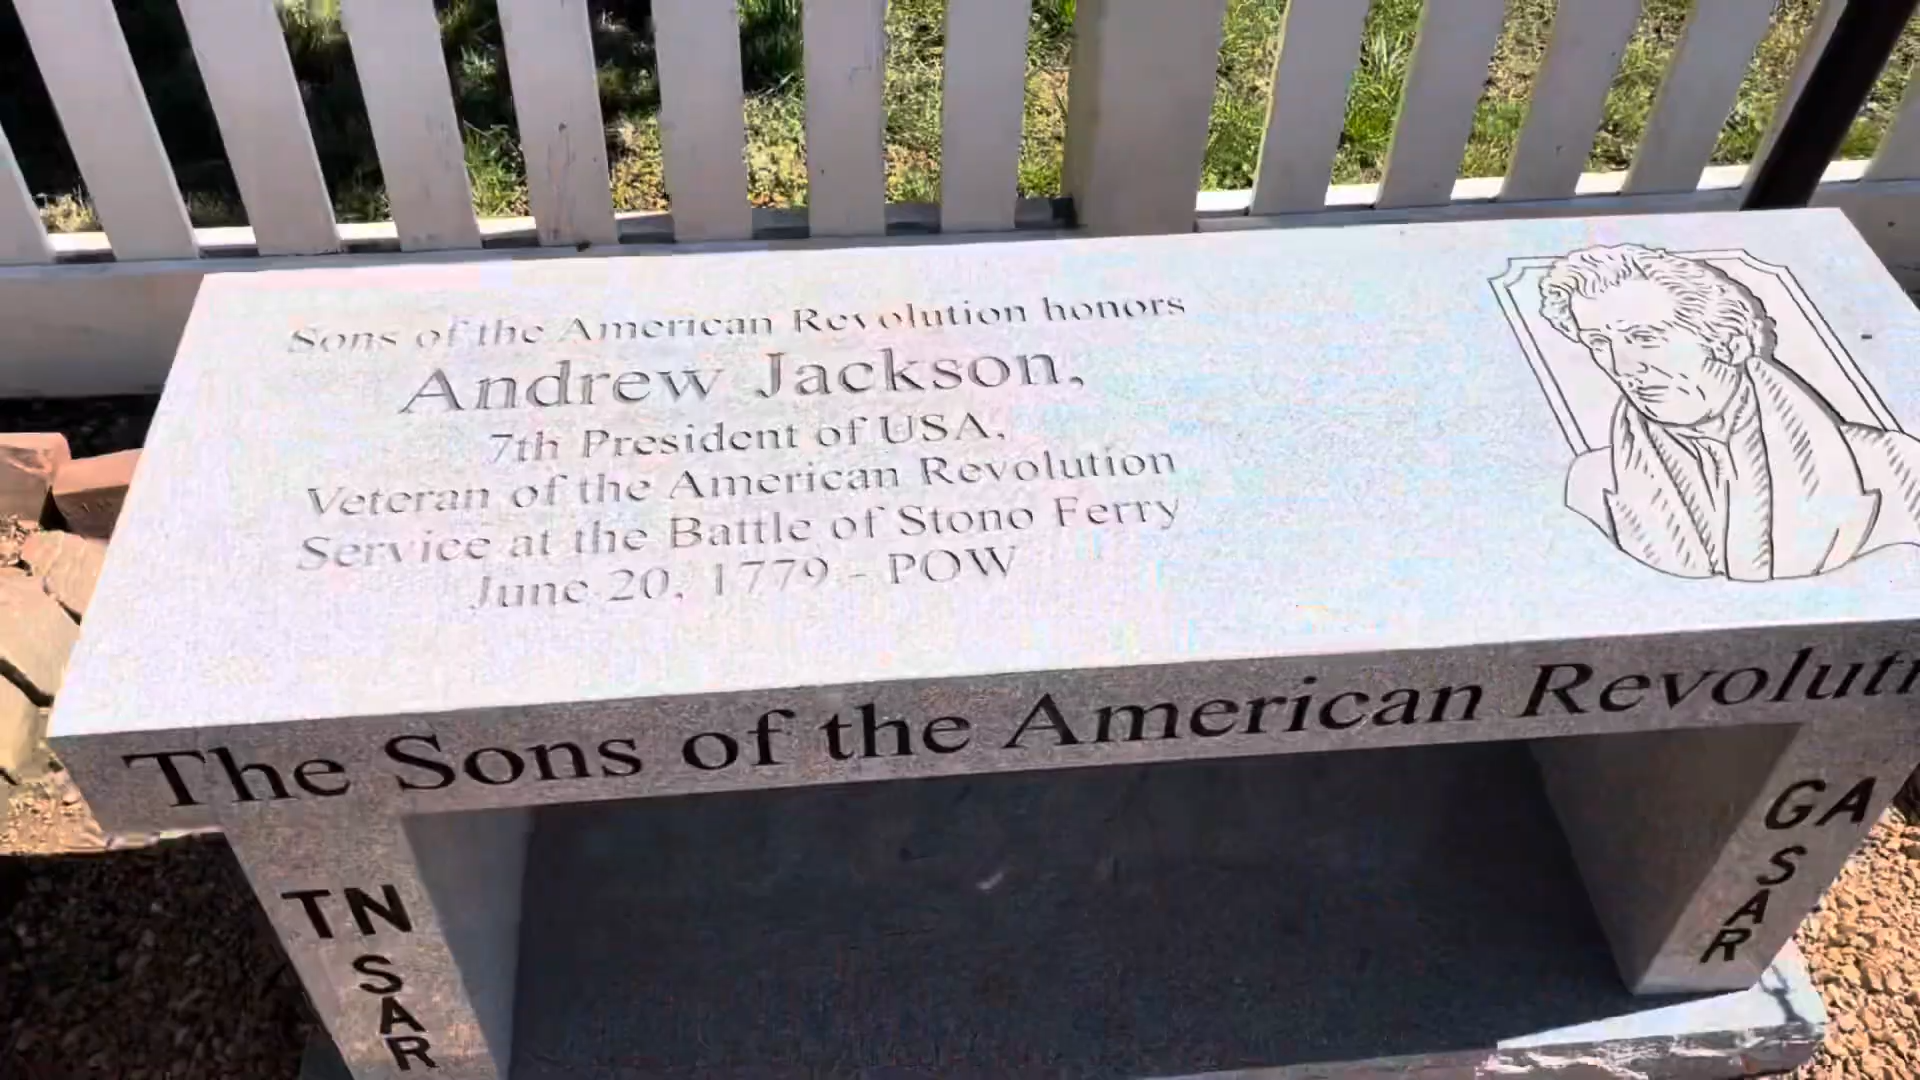 Sons of the American Revolution honors
Andrew Jackson,
7th President of USA,
Veteran of the American Revolution
Service at the Battle of Stono Ferry
June 20, 1779 - POW
The Sons of the American Revoluti
TN
SAR
GA
SAR